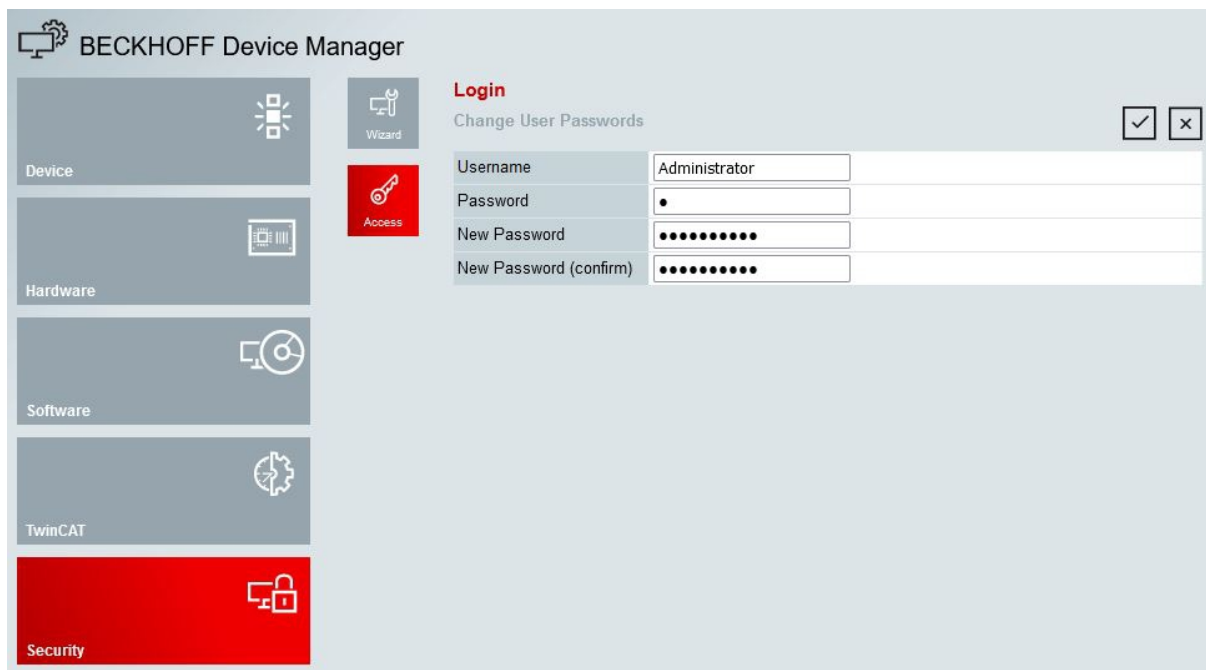 BECKHOFF Device Manager
Device
Hardware
Software
TwinCAT
Security
Wizard
Access
Login
Change User Passwords
Username Administrator
Password ●
New Password ●●●●●●●●●●
New Password (confirm) ●●●●●●●●●●